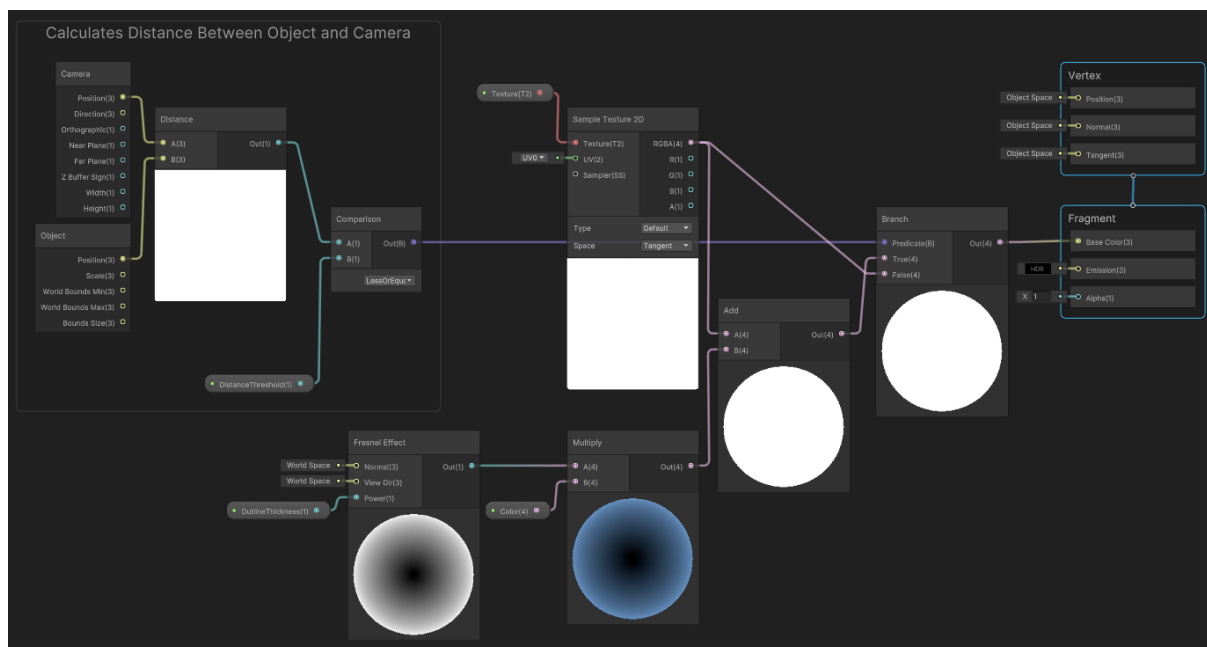 Calculates Distance Between Object and Camera
Camera
Position(3)
Direction(3)
Orthographic(1)
Near Plane(1)
Far Plane(1)
Z Buffer Sign(1)
Width(1)
Height(1)
Object
Position(3)
Scale(3)
World Bounds Min(3)
World Bounds Max(3)
Bounds Size(3)
Distance
A(3) Out(1)
B(3)
Comparison
A(1) Out(B)
B(1)
LessOrEqua
DistanceThreshold(1)
Texture(T2)
UV0
Sample Texture 2D
Texture(T2) RGBA(4)
UV(2) R(1)
Sampler(SS) G(1)
B(1)
A(1)
Type Default
Space Tangent
Fresnel Effect
World Space Normal(3) Out(1)
World Space View Dir(3)
OutlineThickness(1) Power(1)
Color(4)
Multiply
A(4) Out(4)
B(4)
Add
A(4) Out(4)
B(4)
Branch
Predicate(B) Out(4)
True(4)
False(4)
Vertex
Object Space Position(3)
Object Space Normal(3)
Object Space Tangent(3)
Fragment
Base Color(3)
HDR Emission(3)
X 1 Alpha(1)